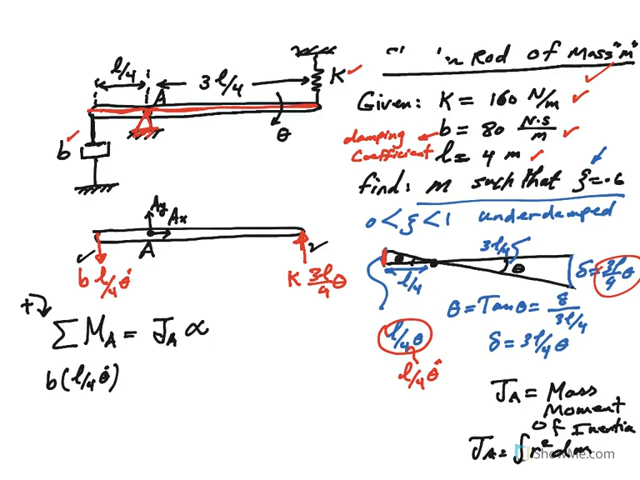 'n Rod of Mass "m"
l/4
3 l/4
K
A
θ
b
Given: K = 160 N/m
b = 80 N·s/m
damping coefficient
l = 4 m
find: m such that ξ = .6
0 < ξ < 1 underdamped
Ay
Ax
A
b l/4 θ̇
K 3l/4 θ
3l/4
θ
θ
l/4
δ = 3l/4 θ
θ = Tan θ = δ / 3l/4
δ = 3l/4 θ
l/4 θ
l/4 θ̇
+
∑ M_A = J_A α
b(l/4 θ̇)
J_A = Mass
Moment
Of Inertia
J_A = ∫ r² dm
ShowMe.com